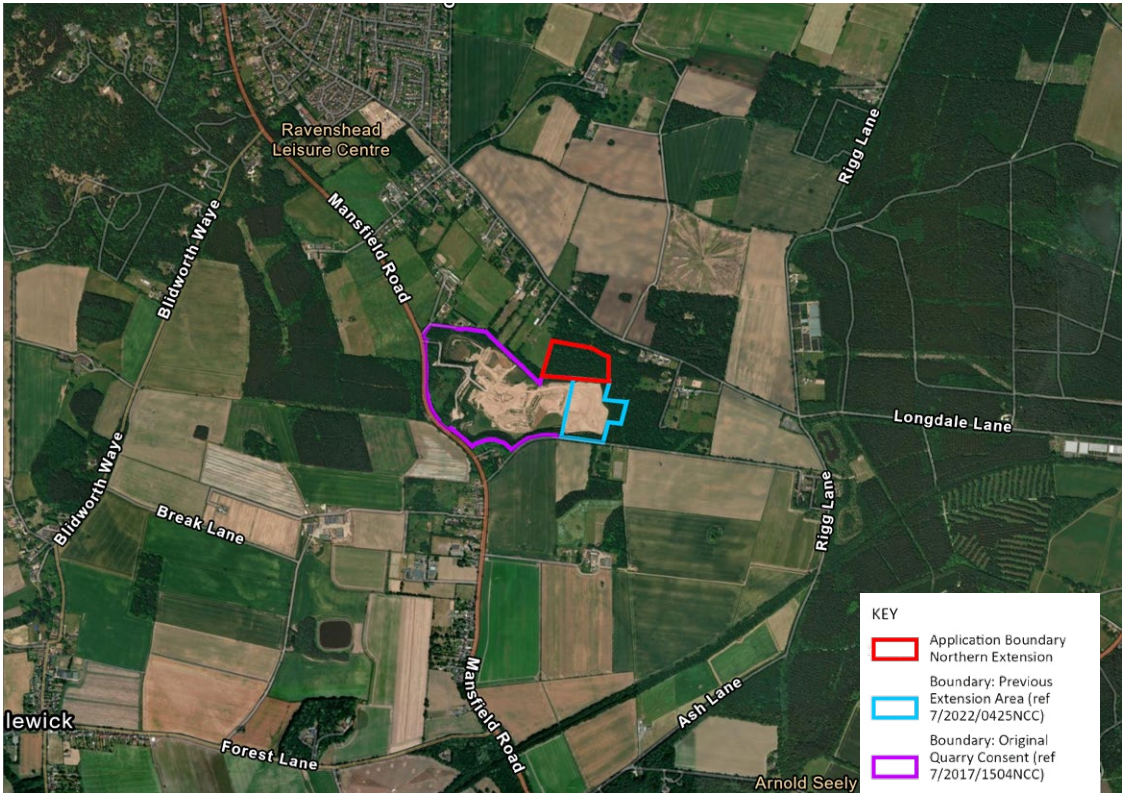 Ravenshead
Leisure Centre
Rigg Lane
Mansfield Road
Blidworth Waye
Longdale Lane
Blidworth Waye
Rigg Lane
Break Lane
Mansfield Road
Ash Lane
lewick
Forest Lane
Arnold Seely
KEY
Application Boundary
Northern Extension
Boundary: Previous
Extension Area (ref
7/2022/0425NCC)
Boundary: Original
Quarry Consent (ref
7/2017/1504NCC)